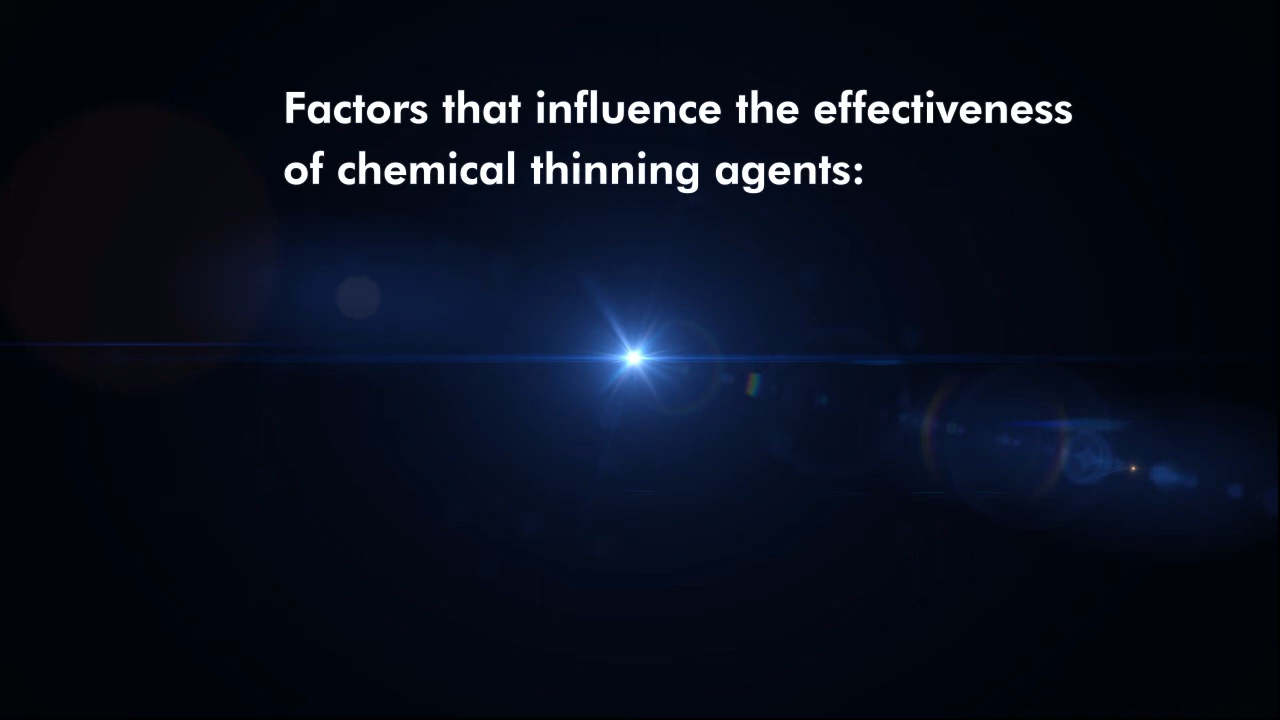 Factors that influence the effectiveness
of chemical thinning agents: